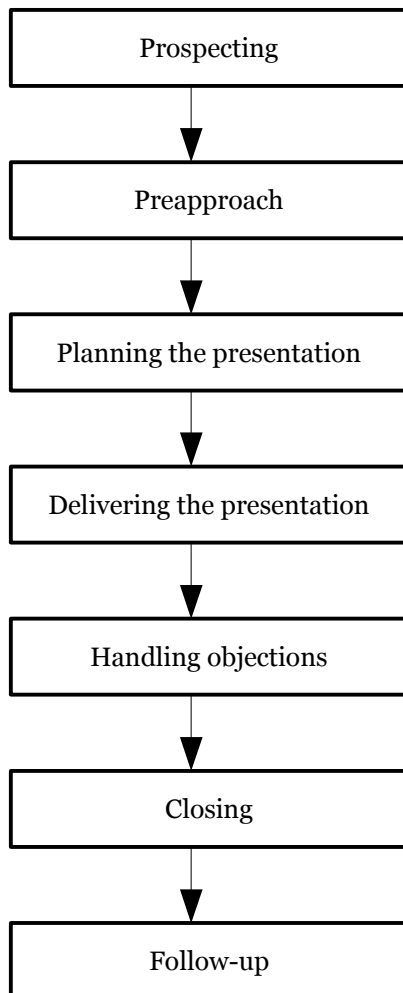 Prospecting
Preapproach
Planning the presentation
Delivering the presentation
Handling objections
Closing
Follow-up